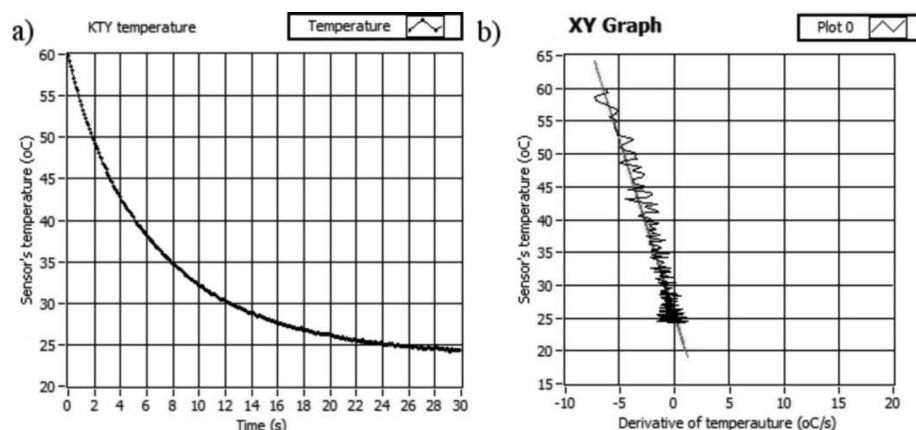 a)
KTY temperature
Temperature
Sensor's temperature (oC)
60
55
50
45
40
35
30
25
20
0 2 4 6 8 10 12 14 16 18 20 22 24 26 28 30
Time (s)
b)
XY Graph
Plot 0
Sensor's temperature (oC)
65
60
55
50
45
40
35
30
25
20
15
-10 -5 0 5 10 15 20
Derivative of temperauture (oC/s)